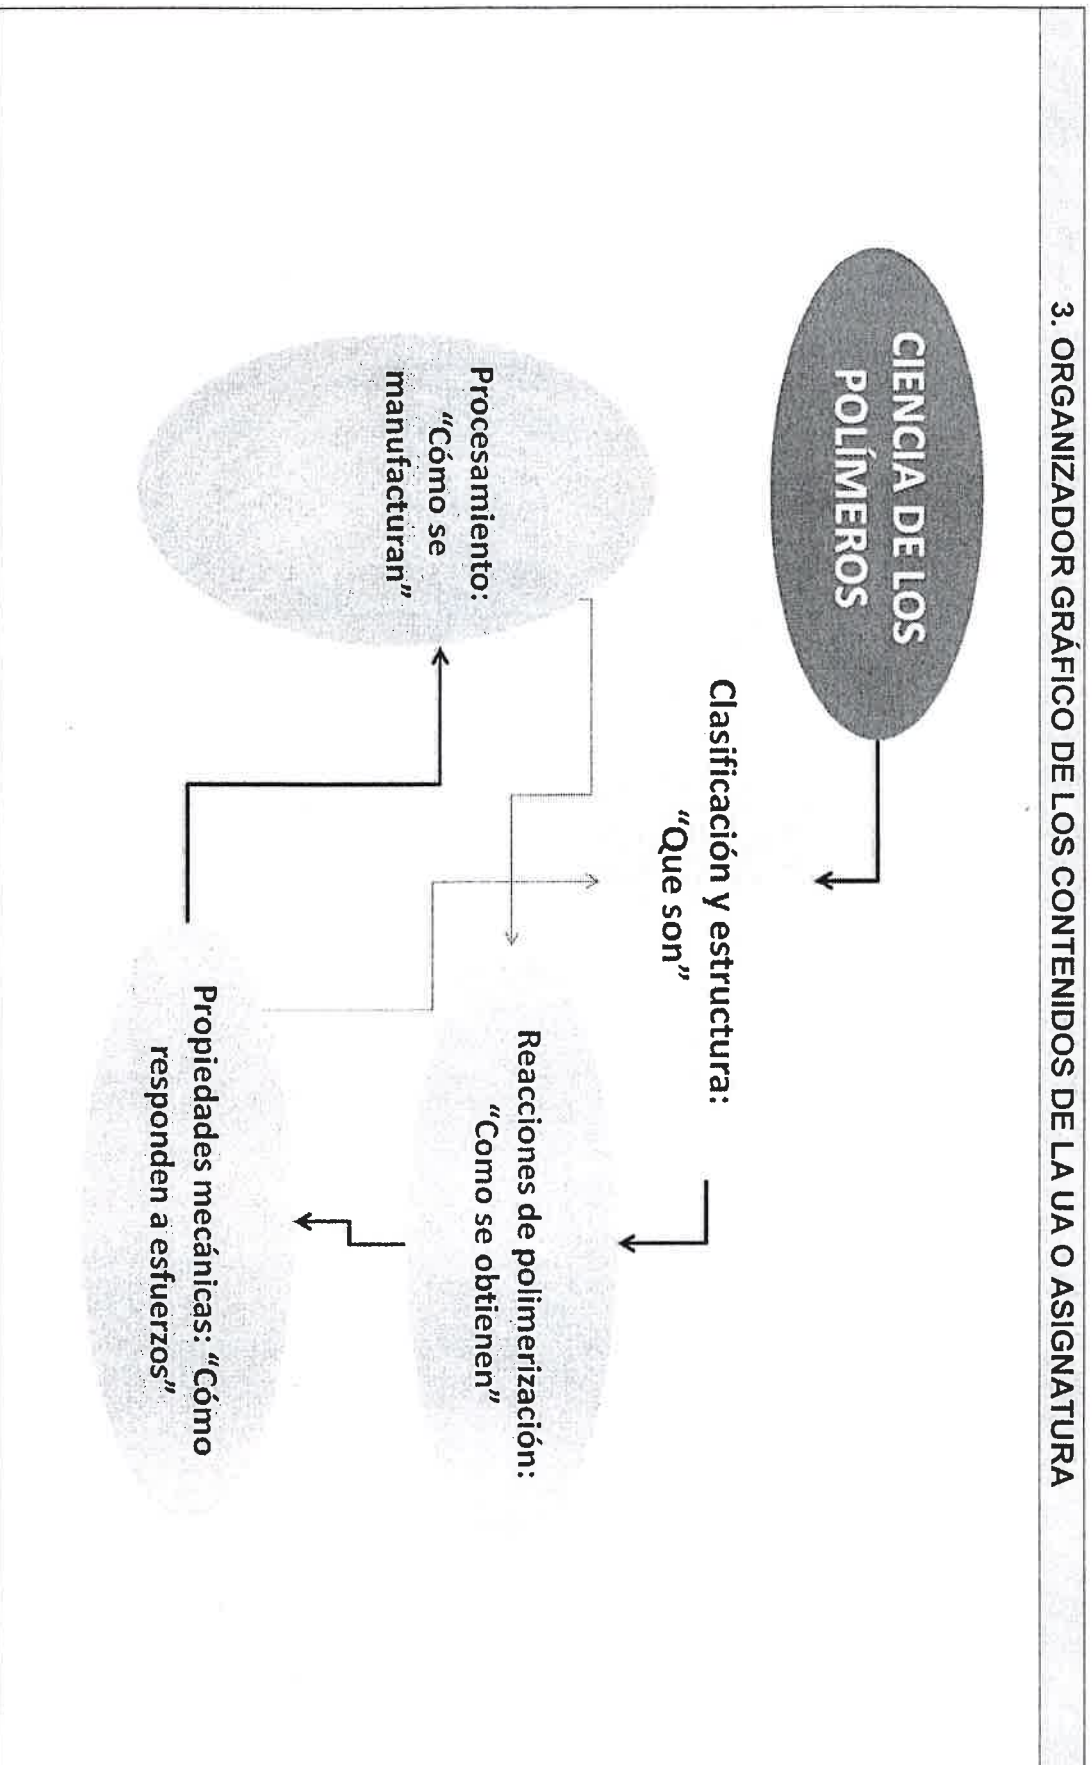 3. ORGANIZADOR GRÁFICO DE LOS CONTENIDOS DE LA UA O ASIGNATURA
CIENCIA DE LOS
POLÍMEROS
Clasificación y estructura:
“Que son”
Reacciones de polimerización:
“Como se obtienen”
Procesamiento:
“Cómo se
manufacturan”
Propiedades mecánicas: “Cómo
responden a esfuerzos”